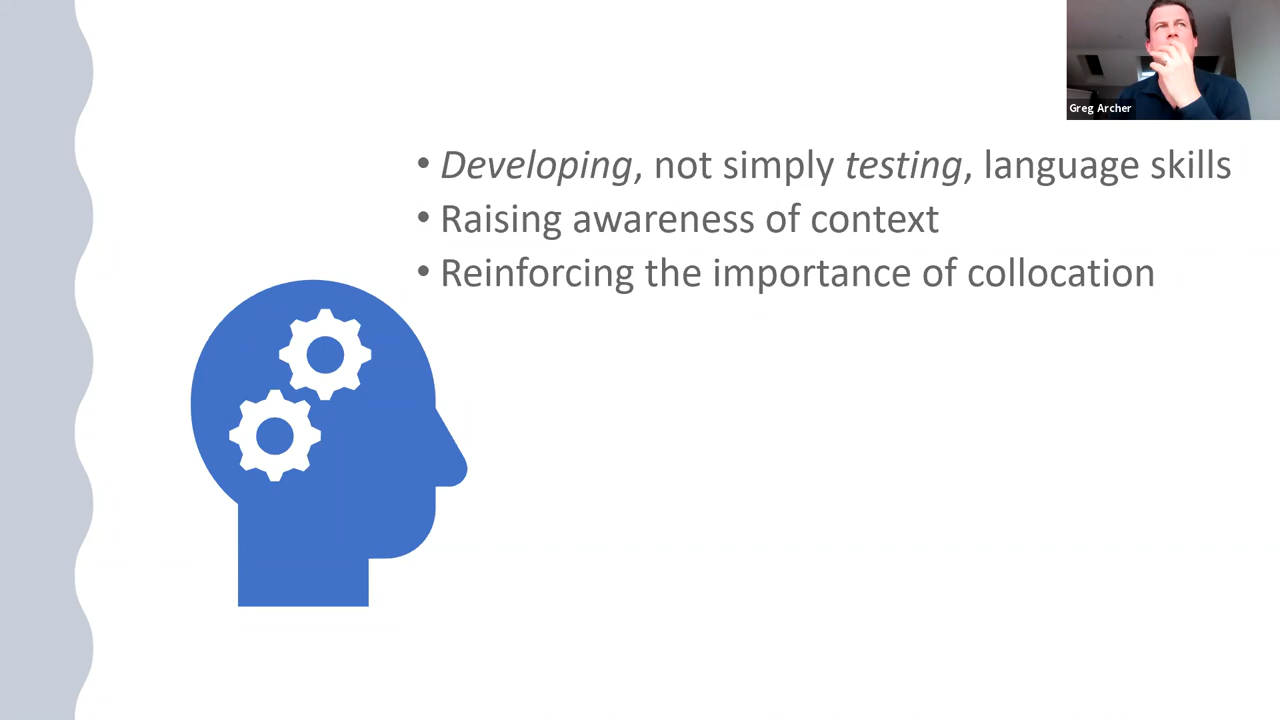 Greg Archer
• Developing, not simply testing, language skills
• Raising awareness of context
• Reinforcing the importance of collocation